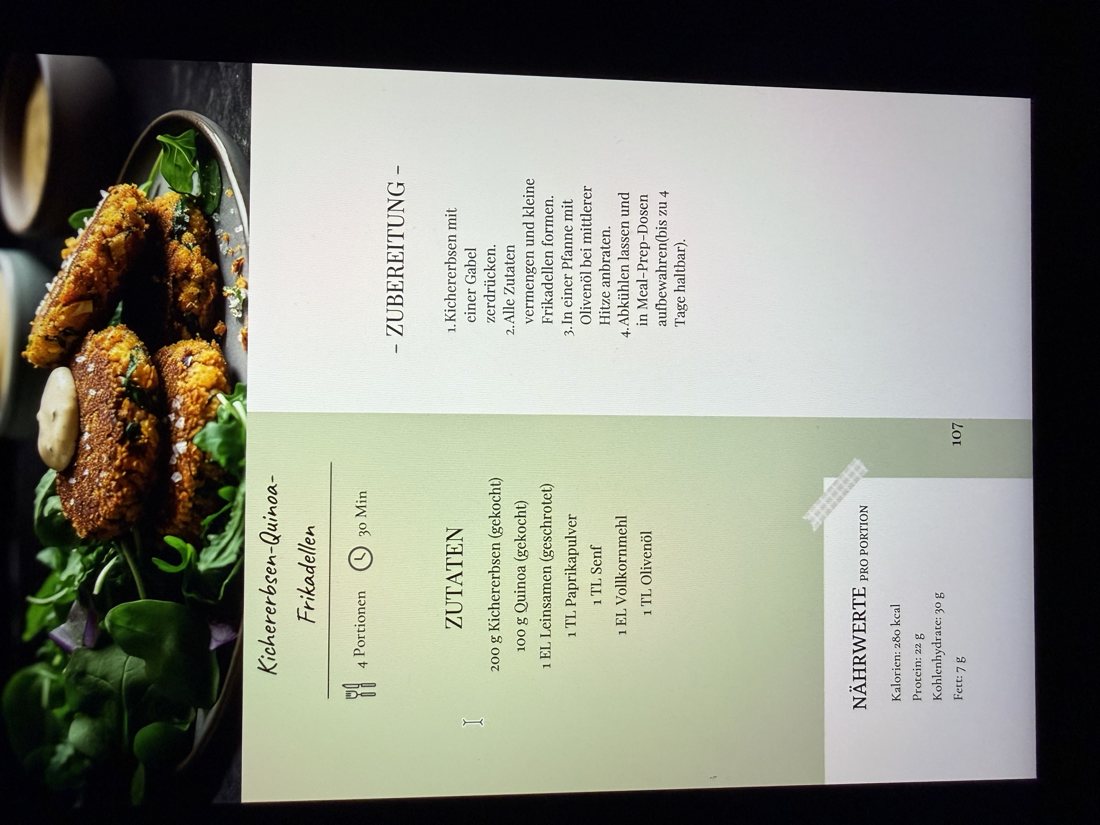 Kichererbsen-Quinoa-
Frikadellen
4 Portionen 30 Min
ZUTATEN
200 g Kichererbsen (gekocht)
100 g Quinoa (gekocht)
1 EL Leinsamen (geschrotet)
1 TL Paprikapulver
1 TL Senf
1 EL Vollkornmehl
1 TL Olivenöl
NÄHRWERTE PRO PORTION
Kalorien: 280 kcal
Protein: 22 g
Kohlenhydrate: 30 g
Fett: 7 g
107
– ZUBEREITUNG –
1. Kichererbsen mit
einer Gabel
zerdrücken.
2. Alle Zutaten
vermengen und kleine
Frikadellen formen.
3. In einer Pfanne mit
Olivenöl bei mittlerer
Hitze anbraten.
4. Abkühlen lassen und
in Meal-Prep-Dosen
aufbewahren(bis zu 4
Tage haltbar).